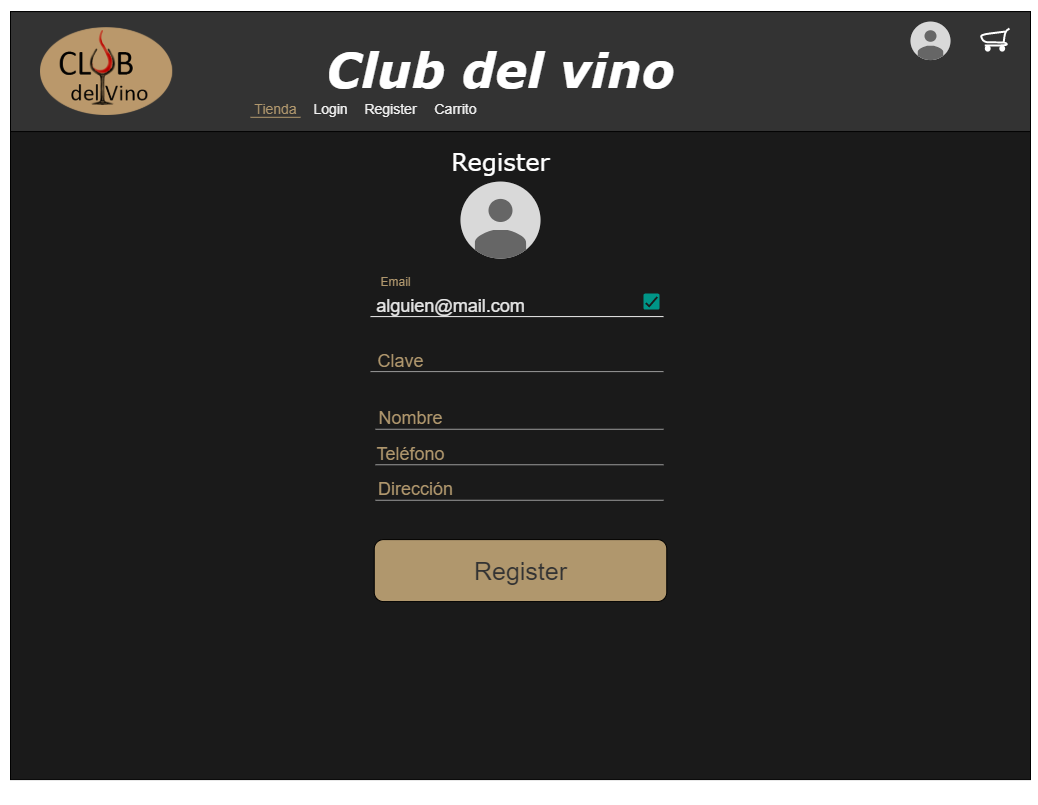 CLUB
del Vino
Club del vino
Tienda Login Register Carrito
Register
Email
alguien@mail.com
Clave
Nombre
Teléfono
Dirección
Register